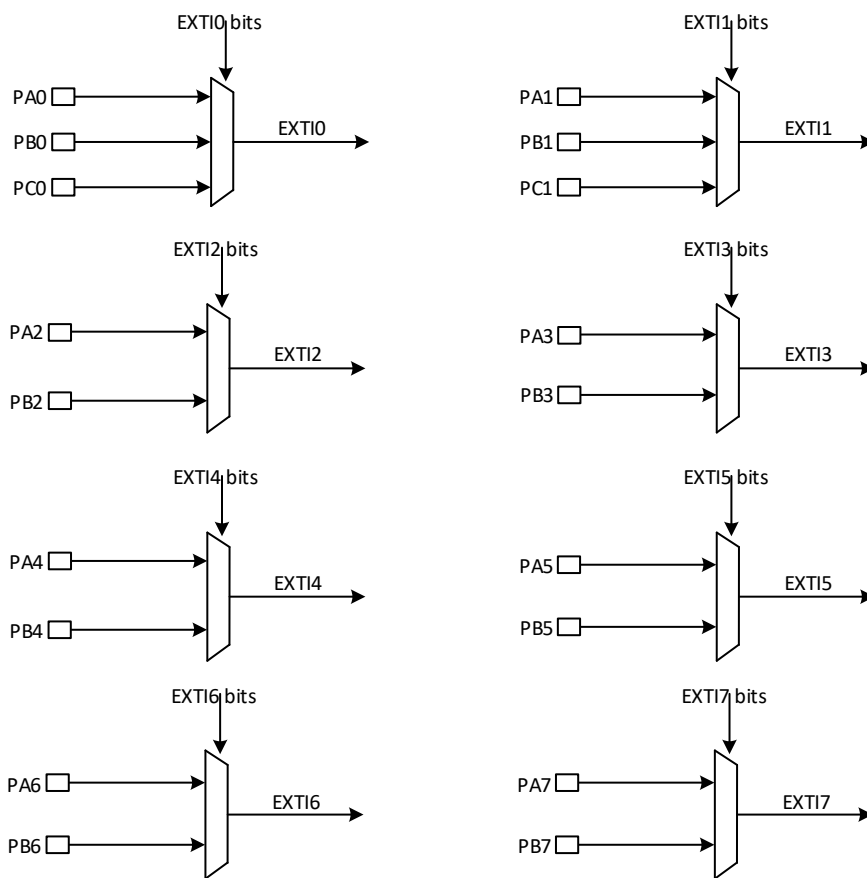 EXTI0 bits
PA0
PB0
EXTI0
PC0
EXTI1 bits
PA1
PB1
EXTI1
PC1
EXTI2 bits
PA2
EXTI2
PB2
EXTI3 bits
PA3
EXTI3
PB3
EXTI4 bits
PA4
EXTI4
PB4
EXTI5 bits
PA5
EXTI5
PB5
EXTI6 bits
PA6
EXTI6
PB6
EXTI7 bits
PA7
EXTI7
PB7